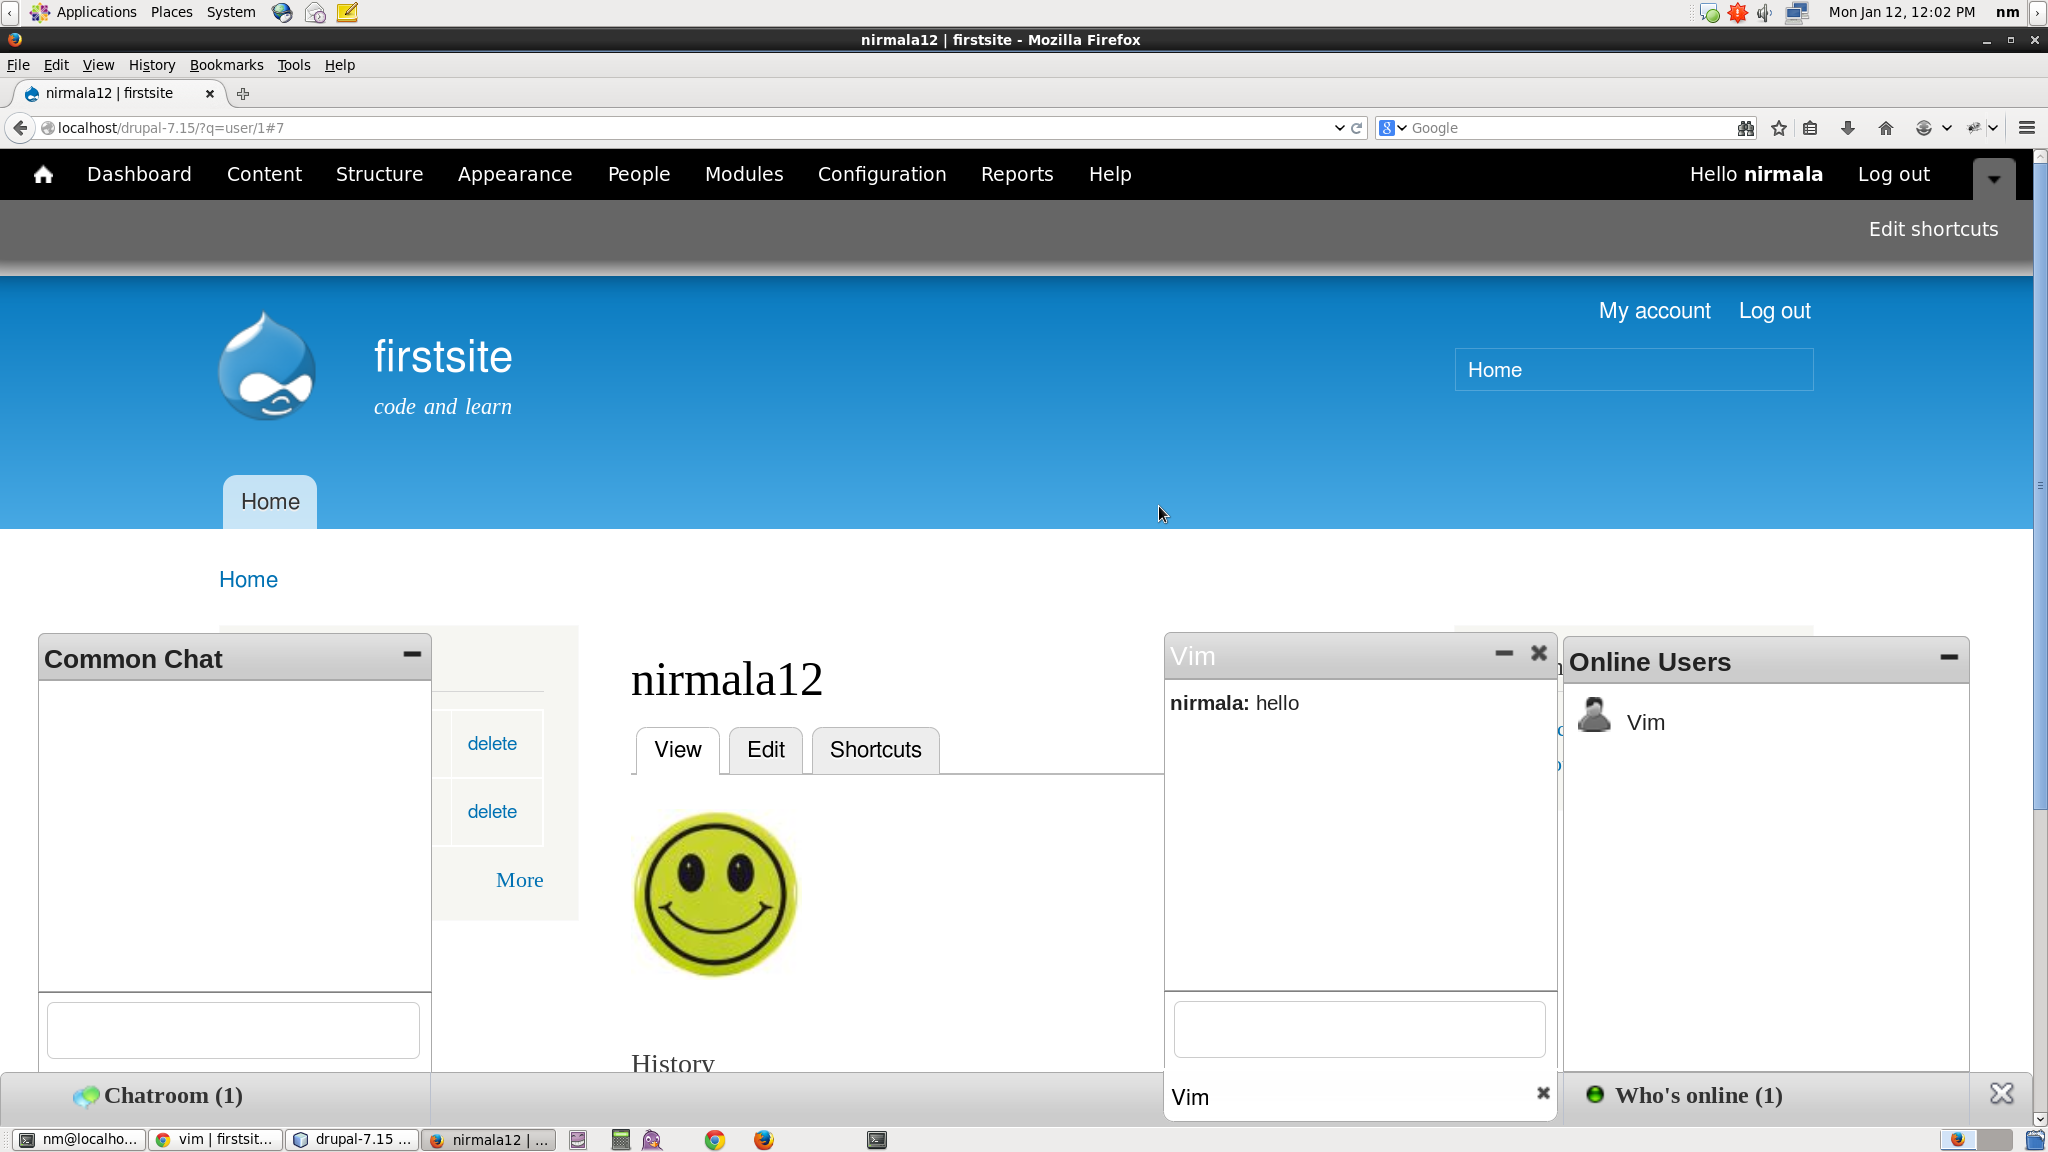 Applications Places System Mon Jan 12, 12:02 PM nm
nirmala12 | firstsite - Mozilla Firefox
File Edit View History Bookmarks Tools Help
nirmala12 | firstsite
localhost/drupal-7.15/?q=user/1#7 Google
Dashboard Content Structure Appearance People Modules Configuration Reports Help Hello nirmala Log out
Edit shortcuts
My account Log out
firstsite
Home
code and learn
Home
Home
Common Chat
nirmala12
Vim
Online Users
nirmala: hello
Vim
View Edit Shortcuts
delete
delete
More
History
Chatroom (1)
Vim
Who's online (1)
nm@localho... vim | firstsit... drupal-7.15 ... nirmala12 | ...